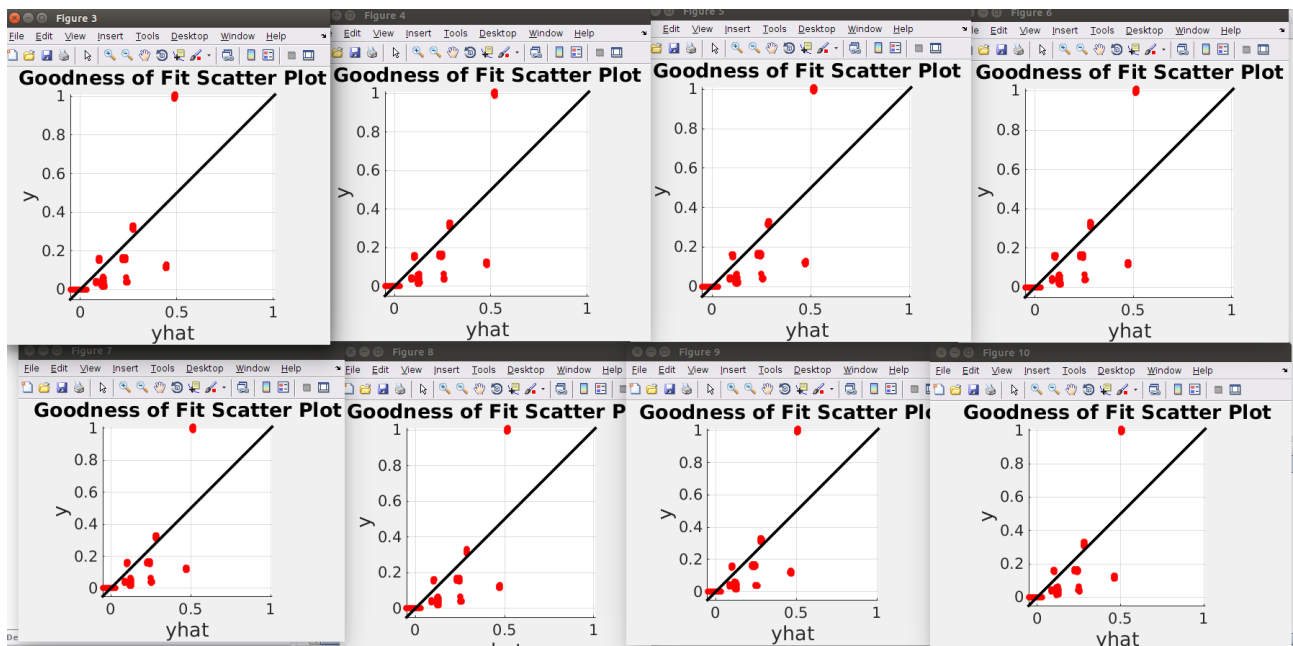 Figure 3
File Edit View Insert Tools Desktop Window Help
Goodness of Fit Scatter Plot
1
0.8
0.6
0.4
0.2
0
y
0 0.5 1
yhat
Figure 4
Edit View Insert Tools Desktop Window Help
Goodness of Fit Scatter Plot
1
0.8
0.6
0.4
0.2
0
y
0 0.5 1
yhat
Figure 5
Edit View Insert Tools Desktop Window Help
Goodness of Fit Scatter Plot
1
0.8
0.6
0.4
0.2
0
y
0 0.5 1
yhat
Figure 6
Edit View Insert Tools Desktop Window Help
Goodness of Fit Scatter Plot
1
0.8
0.6
0.4
0.2
0
y
0 0.5 1
yhat
Figure 7
File Edit View Insert Tools Desktop Window Help
Goodness of Fit Scatter Plot
1
0.8
0.6
0.4
0.2
0
y
0 0.5 1
yhat
Figure 8
File Edit View Insert Tools Desktop Window Help
Goodness of Fit Scatter P
1
0.8
0.6
0.4
0.2
0
y
0 0.5 1
Figure 9
File Edit View Insert Tools Desktop Window Help
Goodness of Fit Scatter Plo
1
0.8
0.6
0.4
0.2
0
y
0 0.5 1
yhat
Figure 10
File Edit View Insert Tools Desktop Window Help
Goodness of Fit Scatter Plot
1
0.8
0.6
0.4
0.2
0
y
0 0.5 1
yhat
De